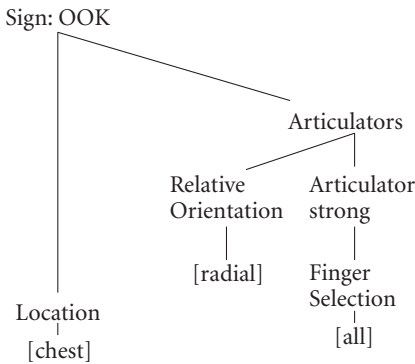 Sign: OOK
Articulators
Relative
Orientation
Articulator
strong
[radial]
Finger
Selection
Location
[all]
[chest]